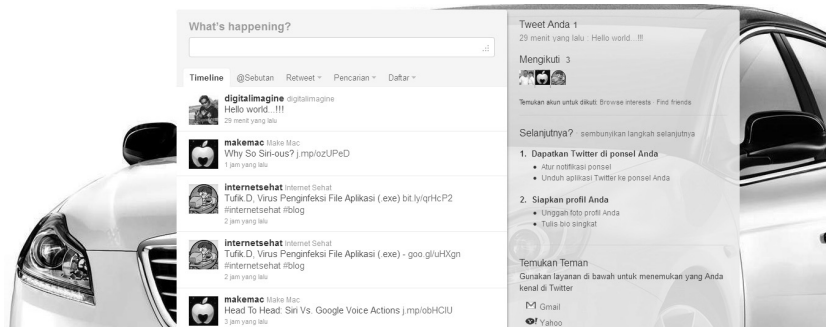 What's happening?
Timeline @Sebutan Retweet Pencarian Daftar
digitalimagine digitalimagine
Hello world...!!!
29 menit yang lalu
makemac Make Mac
Why So Siri-ous? j.mp/ozUPeD
1 jam yang lalu
internetsehat Internet Sehat
Tufik.D, Virus Penginfeksi File Aplikasi (.exe) bit.ly/qrHcP2
#internetsehat #blog
2 jam yang lalu
internetsehat Internet Sehat
Tufik.D, Virus Penginfeksi File Aplikasi (.exe) - goo.gl/uHXgn
#internetsehat #blog
2 jam yang lalu
makemac Make Mac
Head To Head: Siri Vs. Google Voice Actions j.mp/obHClU
3 jam yang lalu
Tweet Anda 1
29 menit yang lalu : Hello world...!!!
Mengikuti 3
Temukan akun untuk diikuti: Browse interests · Find friends
Selanjutnya? · sembunyikan langkah selanjutnya
1. Dapatkan Twitter di ponsel Anda
• Atur notifikasi ponsel
• Unduh aplikasi Twitter ke ponsel Anda
2. Siapkan profil Anda
• Unggah foto profil Anda
• Tulis bio singkat
Temukan Teman
Gunakan layanan di bawah untuk menemukan yang Anda
kenal di Twitter
Gmail
Yahoo